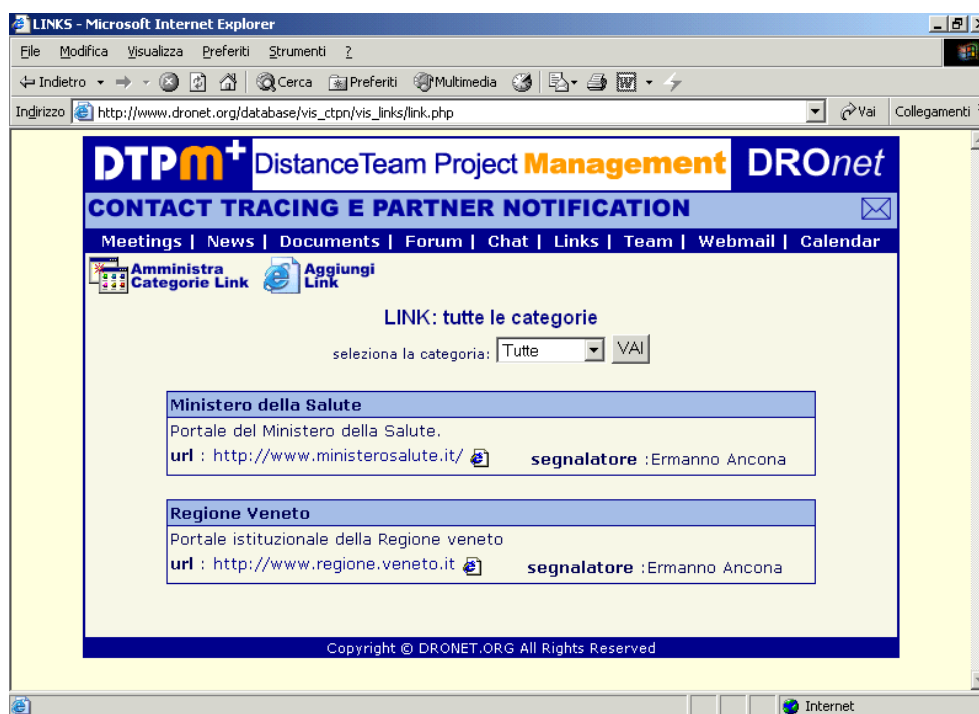 LINKS - Microsoft Internet Explorer
File Modifica Visualizza Preferiti Strumenti ?
Indietro Cerca Preferiti Multimedia
Indirizzo http://www.dronet.org/database/vis_ctpn/vis_links/link.php Vai Collegamenti
DTPM+ DistanceTeam Project Management DROnet
CONTACT TRACING E PARTNER NOTIFICATION
Meetings | News | Documents | Forum | Chat | Links | Team | Webmail | Calendar
Amministra Categorie Link Aggiungi Link
LINK: tutte le categorie
seleziona la categoria: Tutte VAI
Ministero della Salute
Portale del Ministero della Salute.
url : http://www.ministerosalute.it/ segnalatore :Ermanno Ancona
Regione Veneto
Portale istituzionale della Regione veneto
url : http://www.regione.veneto.it segnalatore :Ermanno Ancona
Copyright © DRONET.ORG All Rights Reserved
Internet